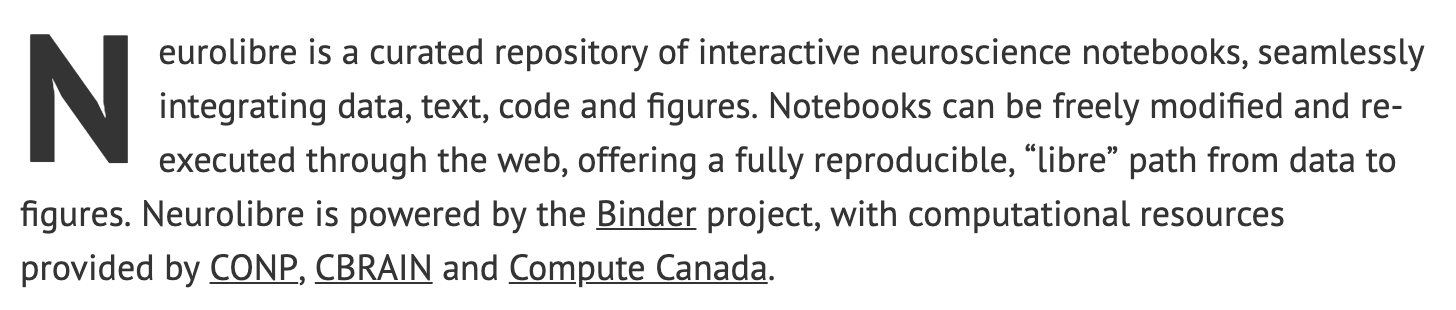 Neurolibre is a curated repository of interactive neuroscience notebooks, seamlessly
integrating data, text, code and figures. Notebooks can be freely modified and re-
executed through the web, offering a fully reproducible, “libre” path from data to
figures. Neurolibre is powered by the Binder project, with computational resources
provided by CONP, CBRAIN and Compute Canada.